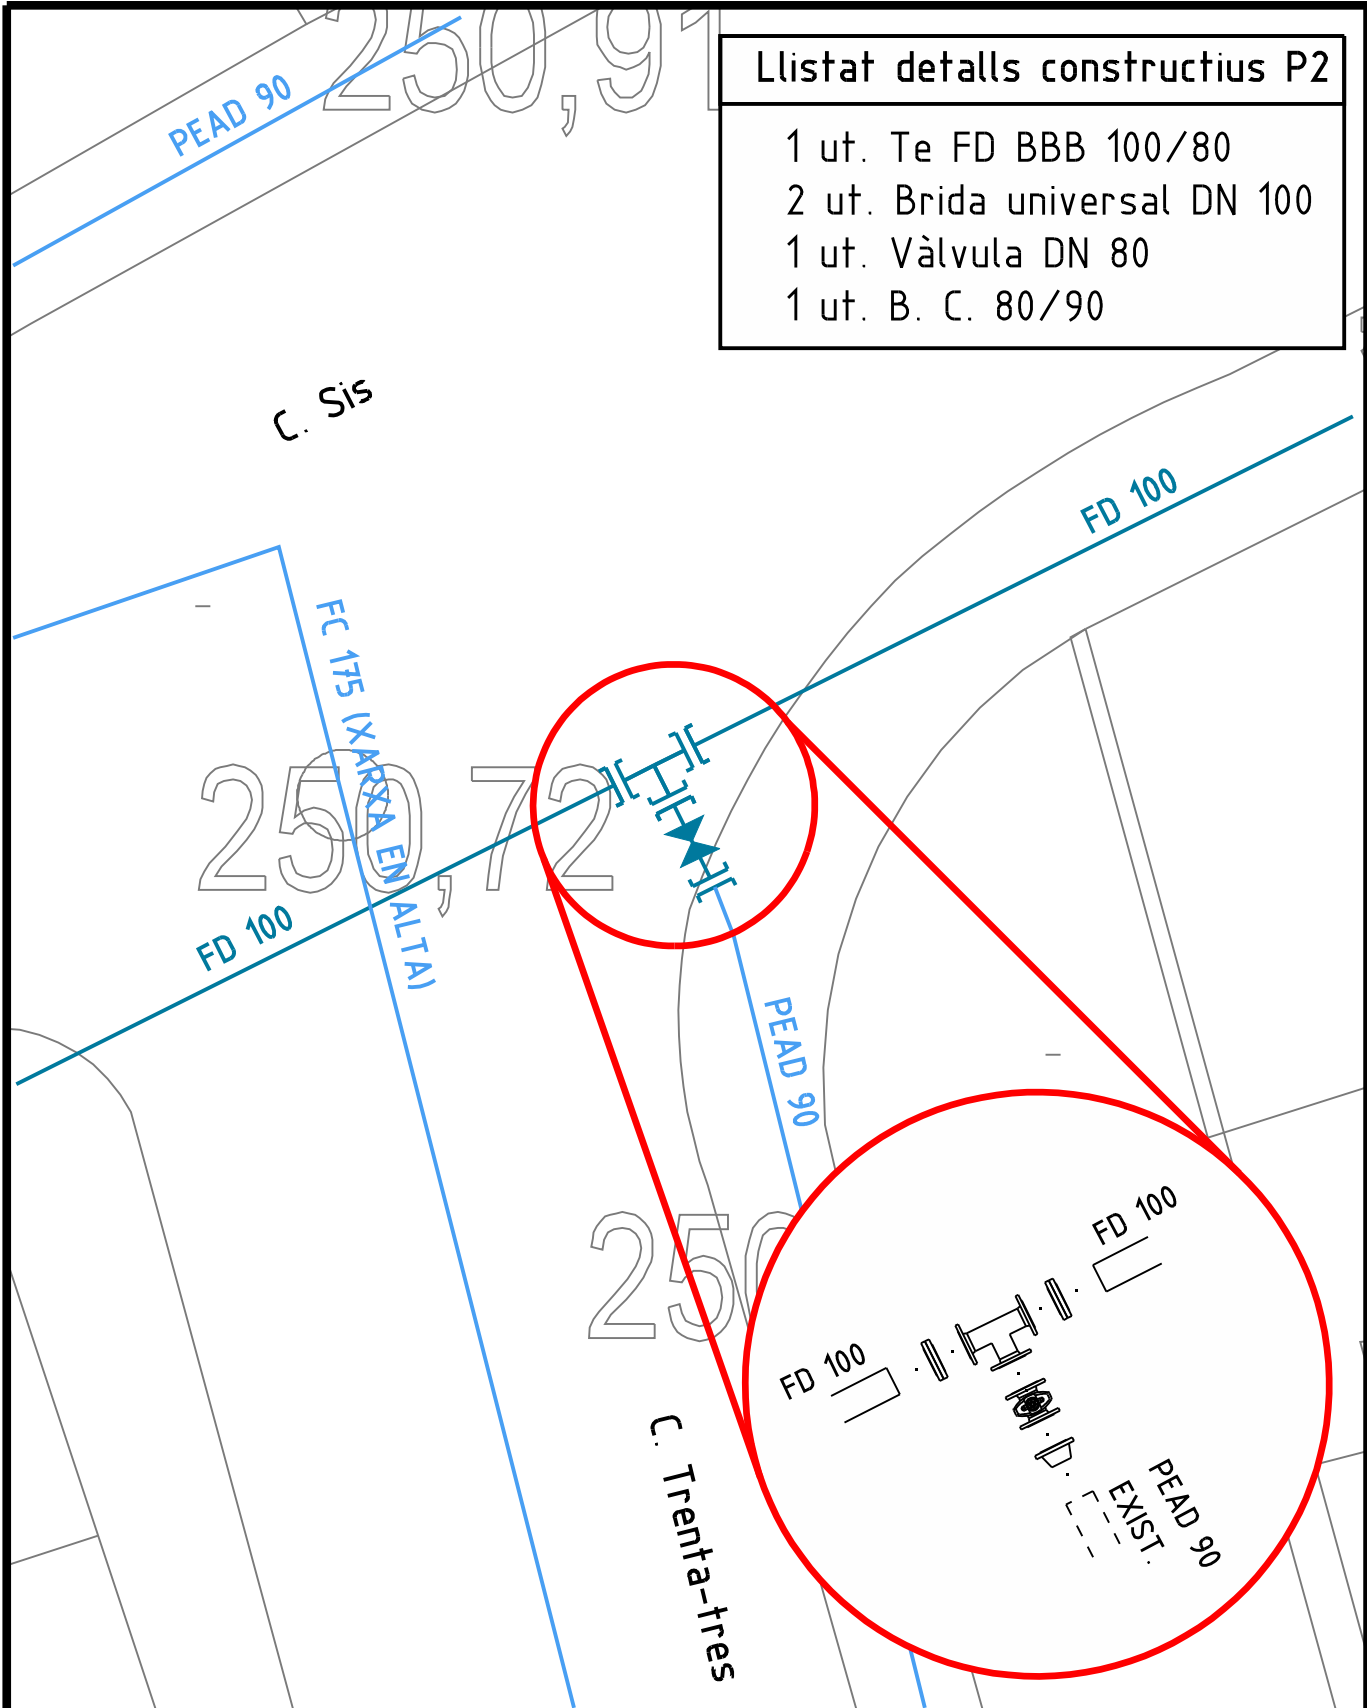 250,91
Llistat detalls constructius P2
PEAD 90
1 ut. Te FD BBB 100/80
2 ut. Brida universal DN 100
1 ut. Vàlvula DN 80
1 ut. B. C. 80/90
C. Sis
FD 100
FC 175 (XARXA EN ALTA)
250,72
FD 100
PEAD 90
250
FD 100
FD 100
C. Trenta-tres
PEAD 90
EXIST.